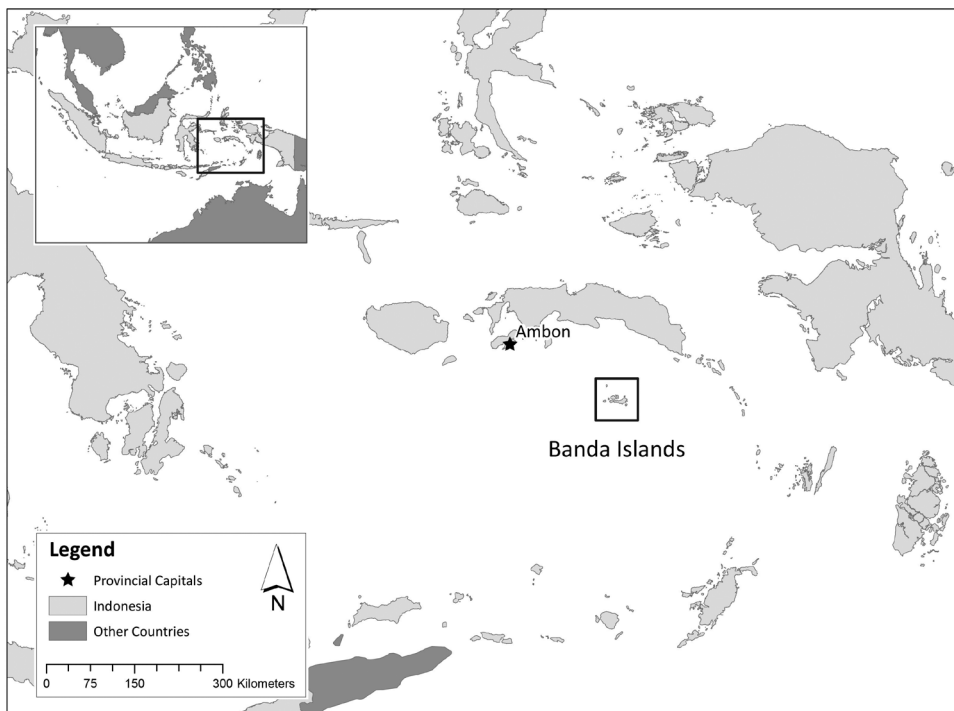 Ambon
Banda Islands
Legend
Provincial Capitals
Indonesia
Other Countries
N
0 75 150 300 Kilometers